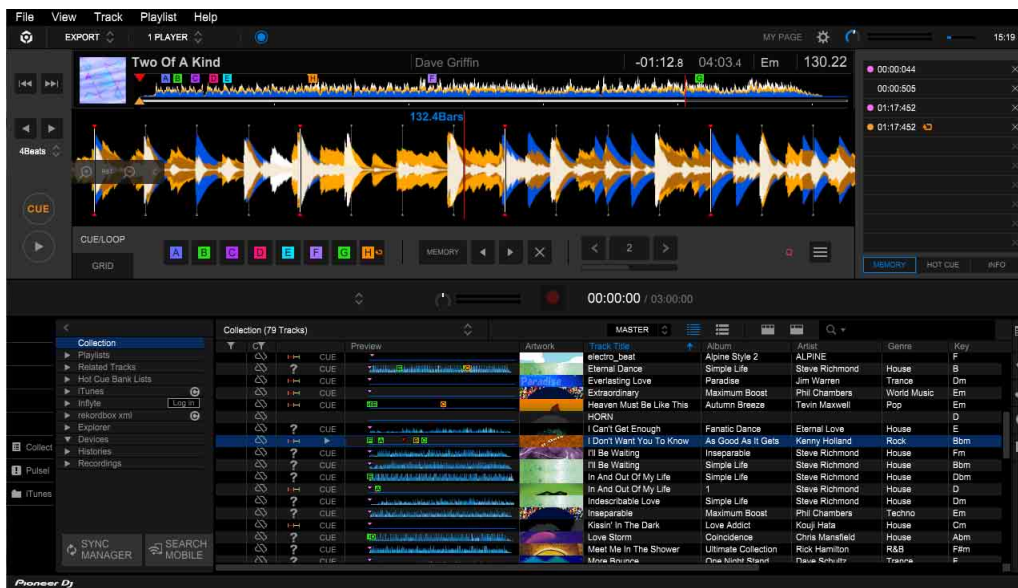 File View Track Playlist Help
EXPORT 1 PLAYER MY PAGE 15:19
Two Of A Kind Dave Griffin -01:12.8 04:03.4 Em 130.22
A B C D E H F G
132.4Bars
4Beats
CUE
00:00:044
00:00:505
01:17:452
01:17:452
CUE/LOOP
GRID
A B C D E F G H MEMORY 2
MEMORY HOT CUE INFO
00:00:00 / 03:00:00
Collection
Playlists
Related Tracks
Hot Cue Bank Lists
iTunes
Inflyte Log in
rekordbox xml
Explorer
Devices
Histories
Recordings
Collect
Pulsel
iTunes
SYNC MANAGER
SEARCH MOBILE
Collection (79 Tracks) MASTER
Preview Artwork Track Title Album Artist Genre Key
CUE electro_beat Alpine Style 2 ALPINE F
CUE Eternal Dance Simple Life Steve Richmond House B
CUE Everlasting Love Paradise Jim Warren Trance Dm
CUE Extraordinary Maximum Boost Phil Chambers World Music Em
CUE Heaven Must Be Like This Autumn Breeze Tevin Maxwell Pop Em
HORN D
CUE I Can't Get Enough Fanatic Dance Eternal Love House E
I Don't Want You To Know As Good As It Gets Kenny Holland Rock Bbm
CUE I'll Be Waiting Inseparable Steve Richmond House Fm
CUE I'll Be Waiting Simple Life Steve Richmond House Bbm
CUE In And Out Of My Life Simple Life Steve Richmond House Dbm
CUE In And Out Of My Life 1 Steve Richmond House D
CUE Indescribable Love Simple Life Steve Richmond House Dm
CUE Inseparable Maximum Boost Phil Chambers Techno Em
CUE Kissin' In The Dark Love Addict Kouji Hata House Cm
CUE Love Storm Coincidence Chris Mansfield House Abm
CUE Meet Me In The Shower Ultimate Collection Rick Hamilton R&B F#m
CUE More Bounce One Night Stand Dave Schultz Trance F
Pioneer Dj